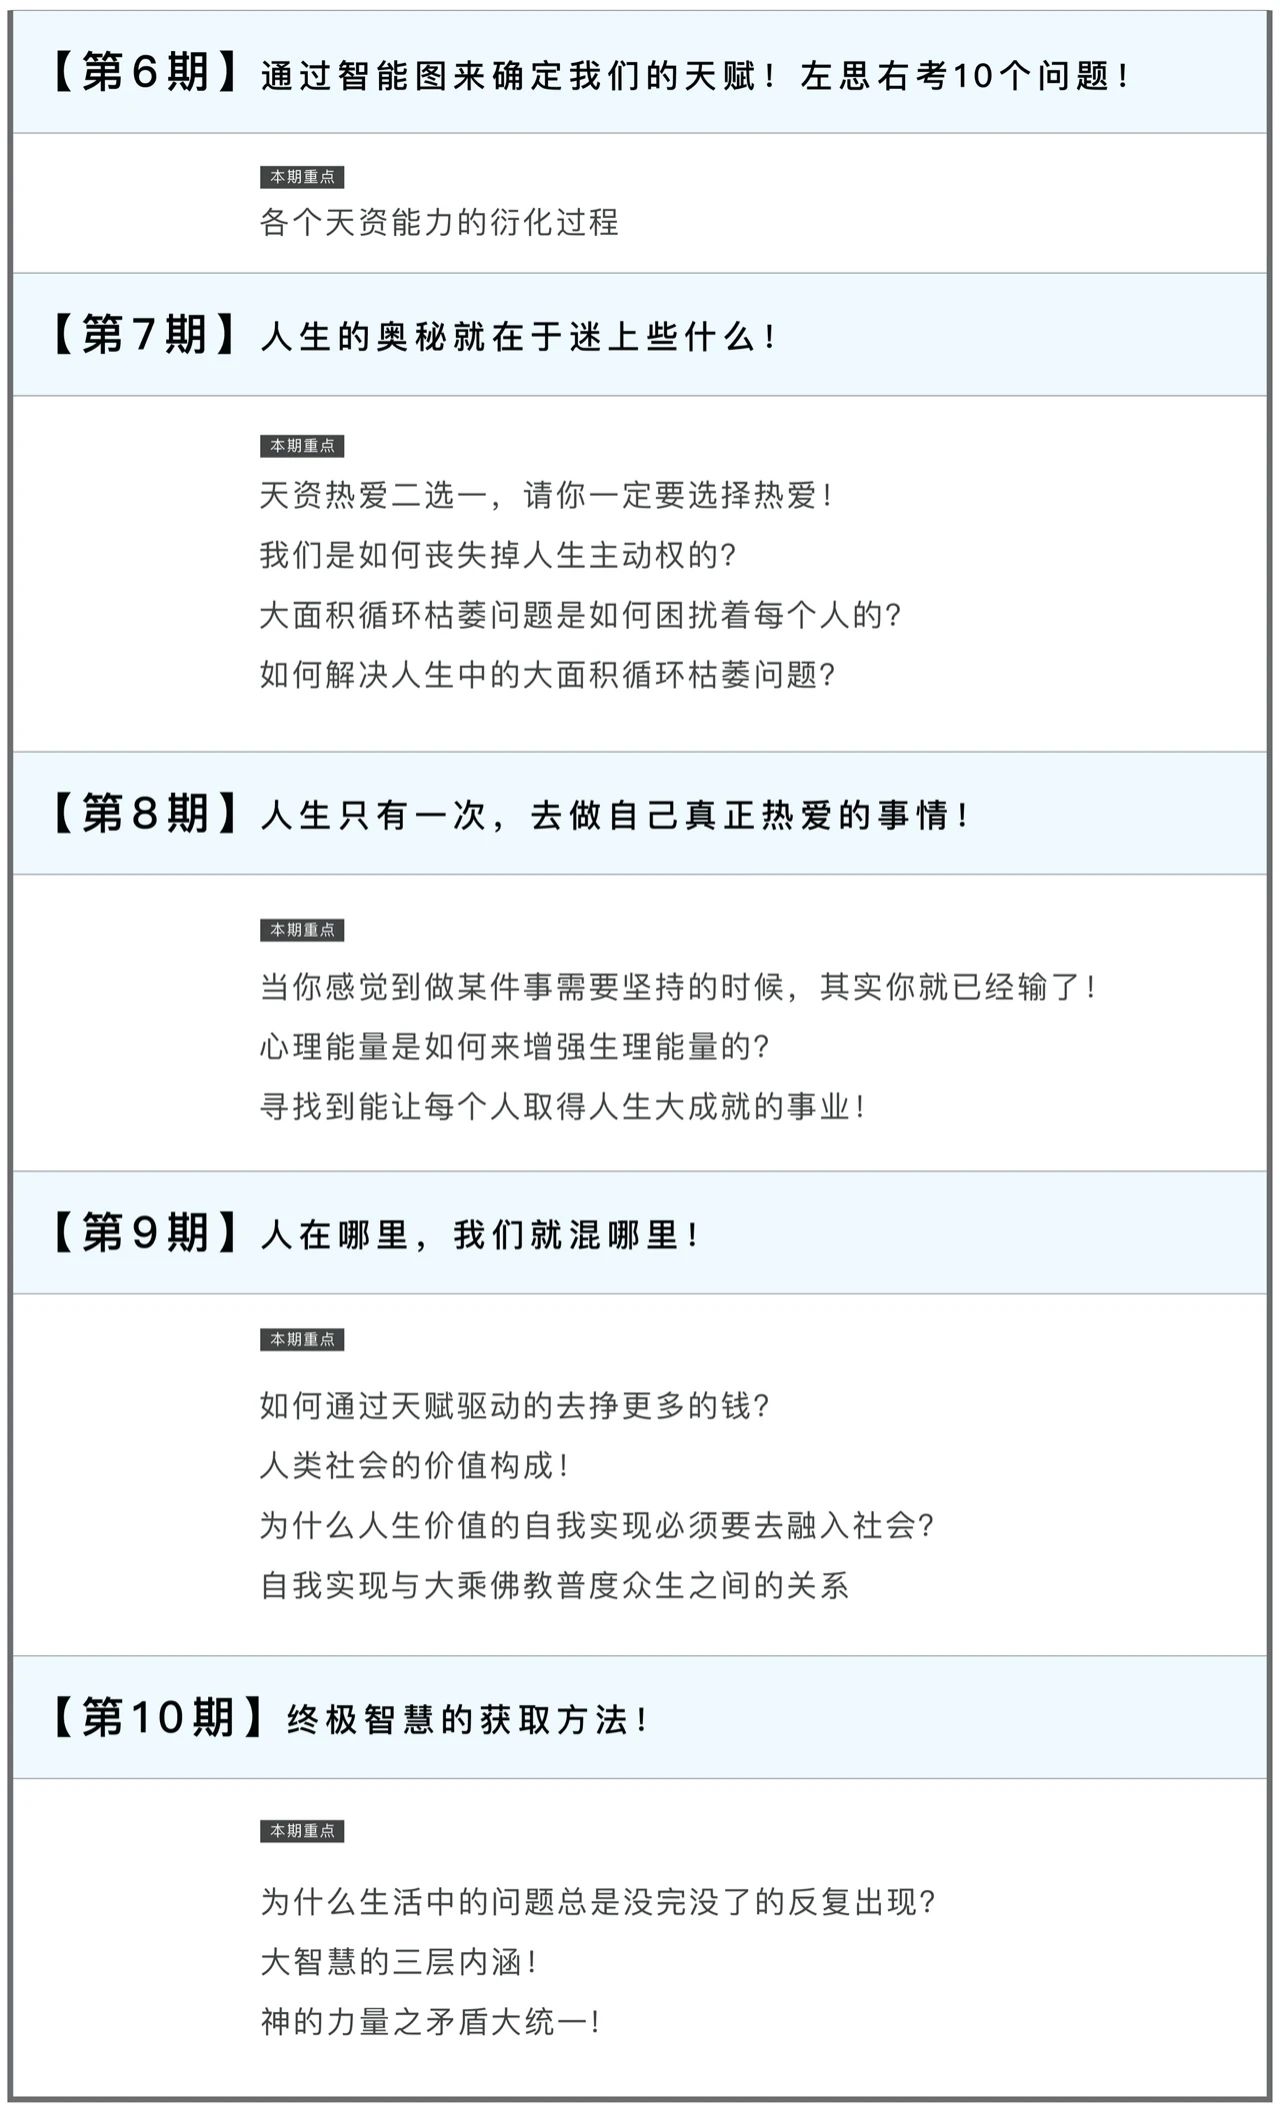 【第6期】通过智能图来确定我们的天赋！左思右考10个问题！
本期重点
各个天资能力的衍化过程
【第7期】人生的奥秘就在于迷上些什么！
本期重点
天资热爱二选一，请你一定要选择热爱！
我们是如何丧失掉人生主动权的？
大面积循环枯萎问题是如何困扰着每个人的？
如何解决人生中的大面积循环枯萎问题？
【第8期】人生只有一次，去做自己真正热爱的事情！
本期重点
当你感觉到做某件事需要坚持的时候，其实你就已经输了！
心理能量是如何来增强生理能量的？
寻找到能让每个人取得人生大成就的事业！
【第9期】人在哪里，我们就混哪里！
本期重点
如何通过天赋驱动的去挣更多的钱？
人类社会的价值构成！
为什么人生价值的自我实现必须要去融入社会？
自我实现与大乘佛教普度众生之间的关系
【第10期】终极智慧的获取方法！
本期重点
为什么生活中的问题总是没完没了的反复出现？
大智慧的三层内涵！
神的力量之矛盾大统一！